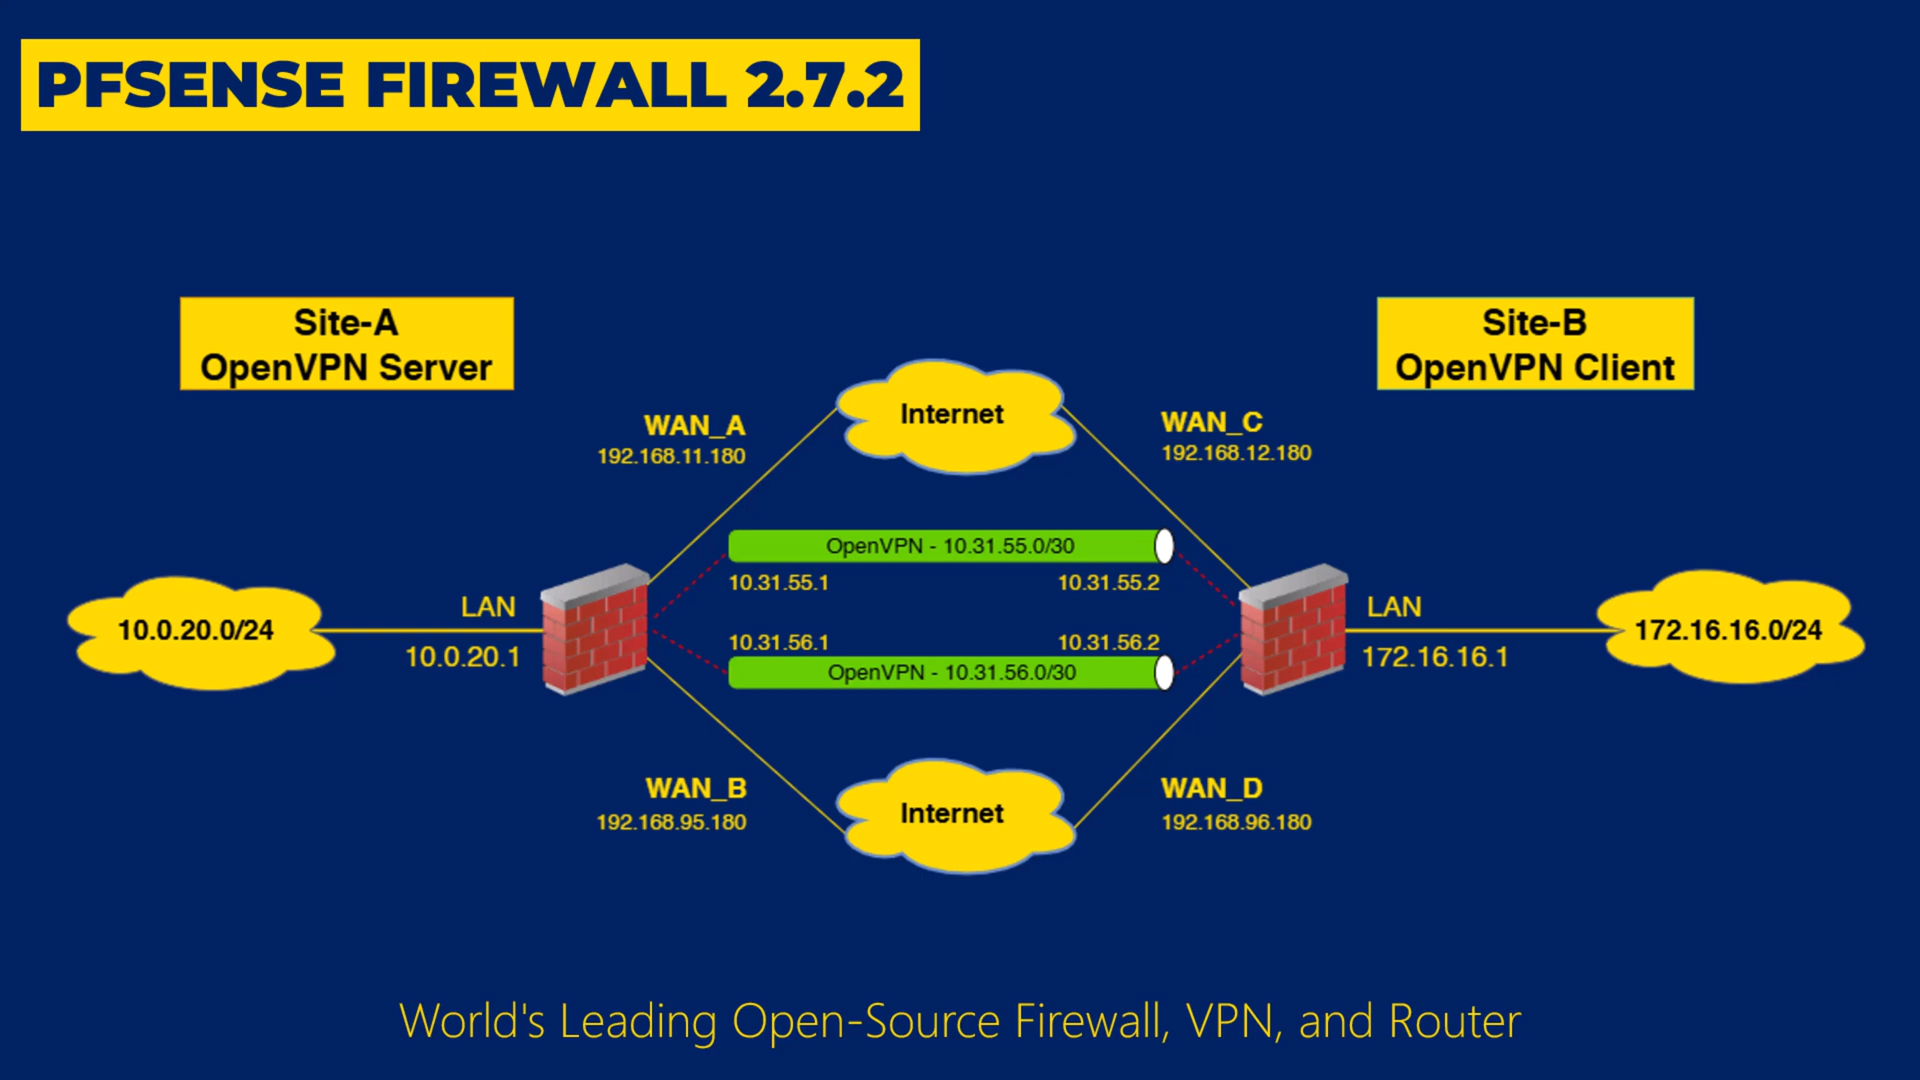 PFSENSE FIREWALL 2.7.2
Site-A
OpenVPN Server
Site-B
OpenVPN Client
Internet
WAN_A
192.168.11.180
WAN_C
192.168.12.180
OpenVPN - 10.31.55.0/30
10.31.55.1
10.31.55.2
10.0.20.0/24
LAN
10.0.20.1
LAN
172.16.16.1
172.16.16.0/24
10.31.56.1
10.31.56.2
OpenVPN - 10.31.56.0/30
WAN_B
192.168.95.180
Internet
WAN_D
192.168.96.180
World's Leading Open-Source Firewall, VPN, and Router